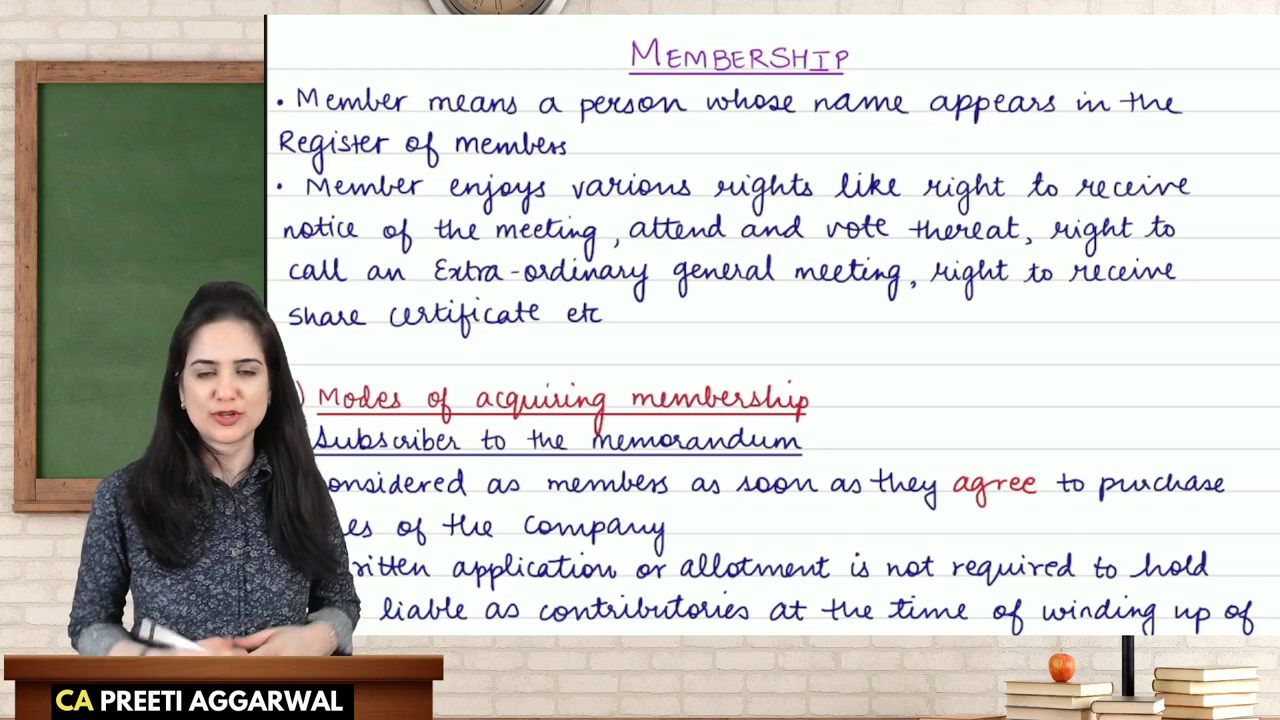 MEMBERSHIP
• Member means a person whose name appears in the
Register of members
• Member enjoys various rights like right to receive
notice of the meeting, attend and vote thereat, right to
call an Extra-ordinary general meeting, right to receive
share certificate etc
) Modes of acquiring membership
Subscriber to the memorandum
onsidered as members as soon as they agree to purchase
es of the company
ritten application or allotment is not required to hold
liable as contributories at the time of winding up of
CA PREETI AGGARWAL